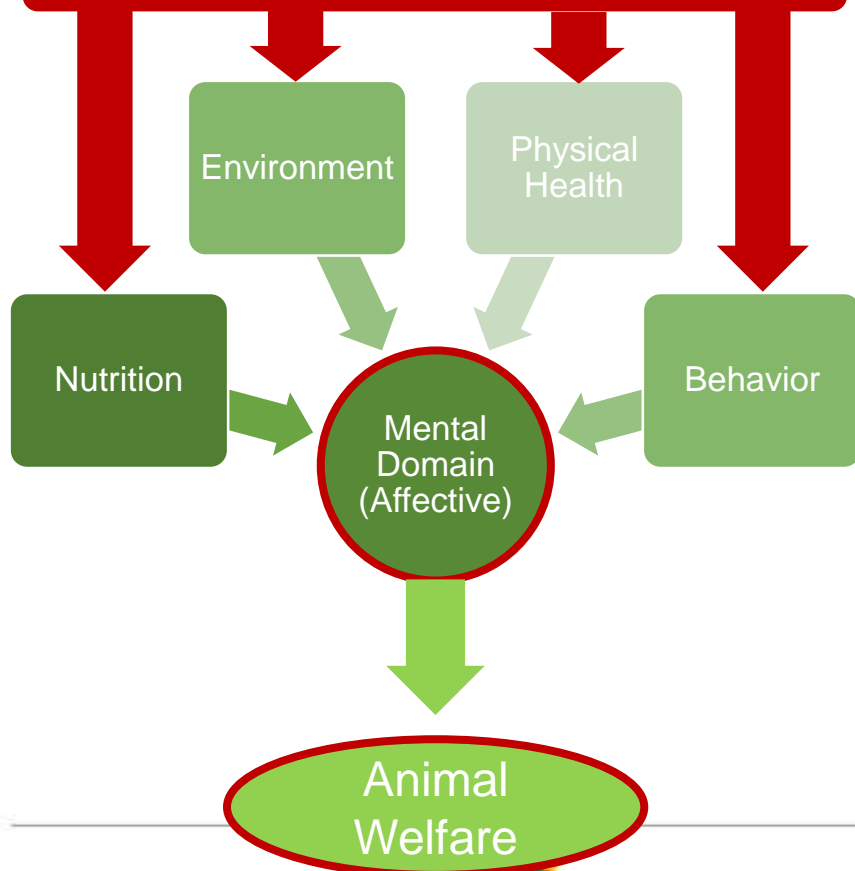 Environment
Physical
Health
Nutrition
Behavior
Mental
Domain
(Affective)
Animal
Welfare